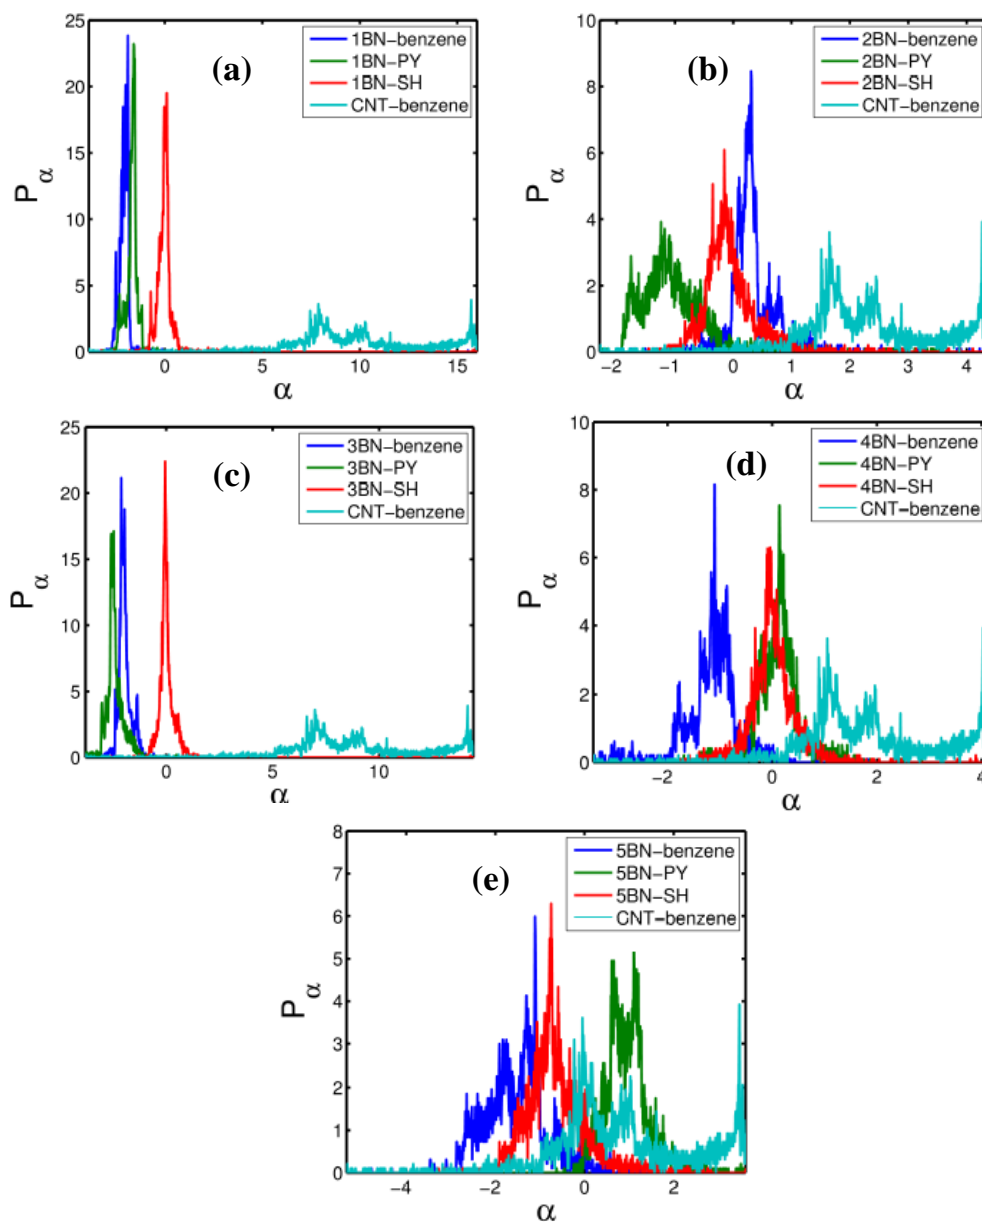 25
20
15
10
5
0
0
5
10
15
Pα
α
(a)
1BN−benzene
1BN−PY
1BN−SH
CNT−benzene
10
8
6
4
2
0
−2
−1
0
1
2
3
4
Pα
α
(b)
2BN−benzene
2BN−PY
2BN−SH
CNT−benzene
25
20
15
10
5
0
0
5
10
Pα
α
(c)
3BN−benzene
3BN−PY
3BN−SH
CNT−benzene
10
8
6
4
2
0
−2
0
2
4
Pα
α
(d)
4BN−benzene
4BN−PY
4BN−SH
CNT−benzene
8
7
6
5
4
3
2
1
0
−4
−2
0
2
Pα
α
(e)
5BN−benzene
5BN−PY
5BN−SH
CNT−benzene